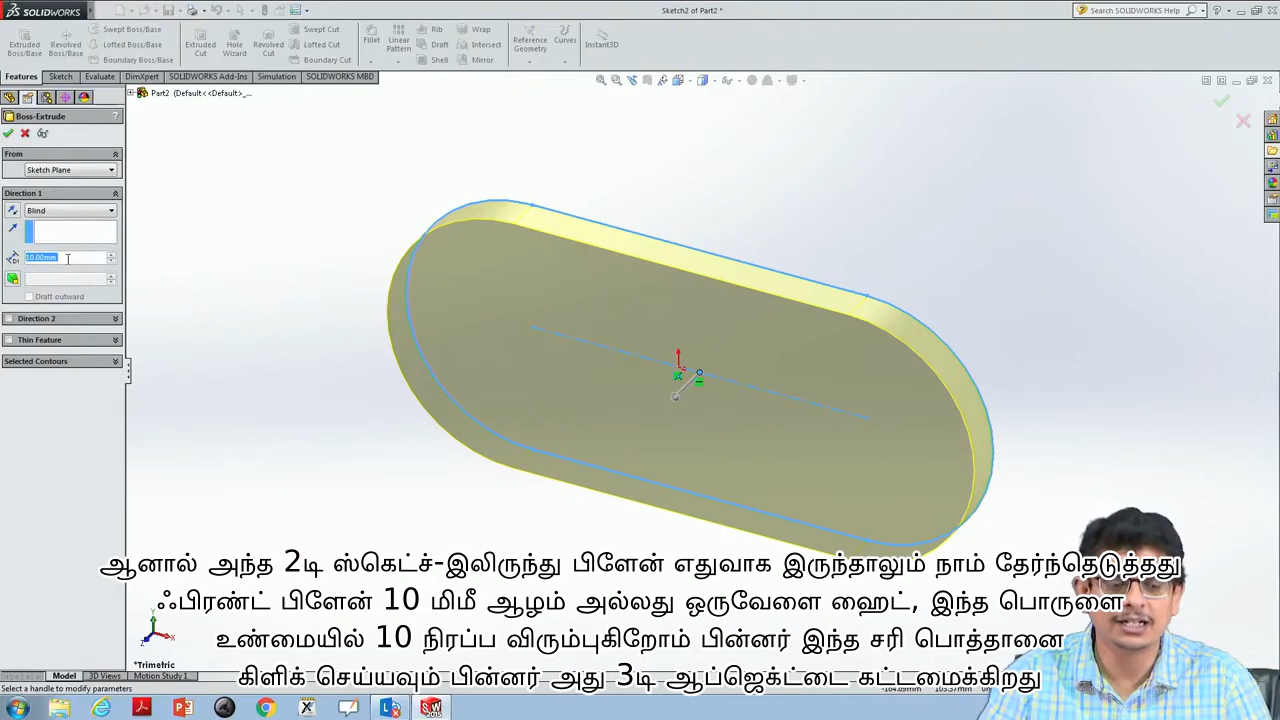 SOLIDWORKS
Sketch2 of Part2 *
Search SOLIDWORKS Help
Extruded Boss/Base
Revolved Boss/Base
Swept Boss/Base
Lofted Boss/Base
Boundary Boss/Base
Extruded Cut
Hole Wizard
Revolved Cut
Swept Cut
Lofted Cut
Boundary Cut
Fillet
Linear Pattern
Rib
Draft
Shell
Wrap
Intersect
Mirror
Reference Geometry
Curves
Instant3D
Features Sketch Evaluate DimXpert SOLIDWORKS Add-Ins Simulation SOLIDWORKS MBD
Part2 (Default<<Default>_...
Boss-Extrude
From
Sketch Plane
Direction 1
Blind
10.00mm
Draft outward
Direction 2
Thin Feature
Selected Contours
ஆனால் அந்த 2டி ஸ்கெட்ச்-இலிருந்து பிளேன் எதுவாக இருந்தாலும் நாம் தேர்ந்தெடுத்தது
ஃபிரண்ட் பிளேன் 10 மிமீ ஆழம் அல்லது ஒருவேளை ஹைட், இந்த பொருளை
உண்மையில் 10 நிரப்ப விரும்புகிறோம் பின்னர் இந்த சரி பொத்தானை
கிளிக் செய்யவும் பின்னர் அது 3டி ஆப்ஜெக்ட்டை கட்டமைக்கிறது
*Trimetric
Model 3D Views Motion Study 1
Select a handle to modify parameters